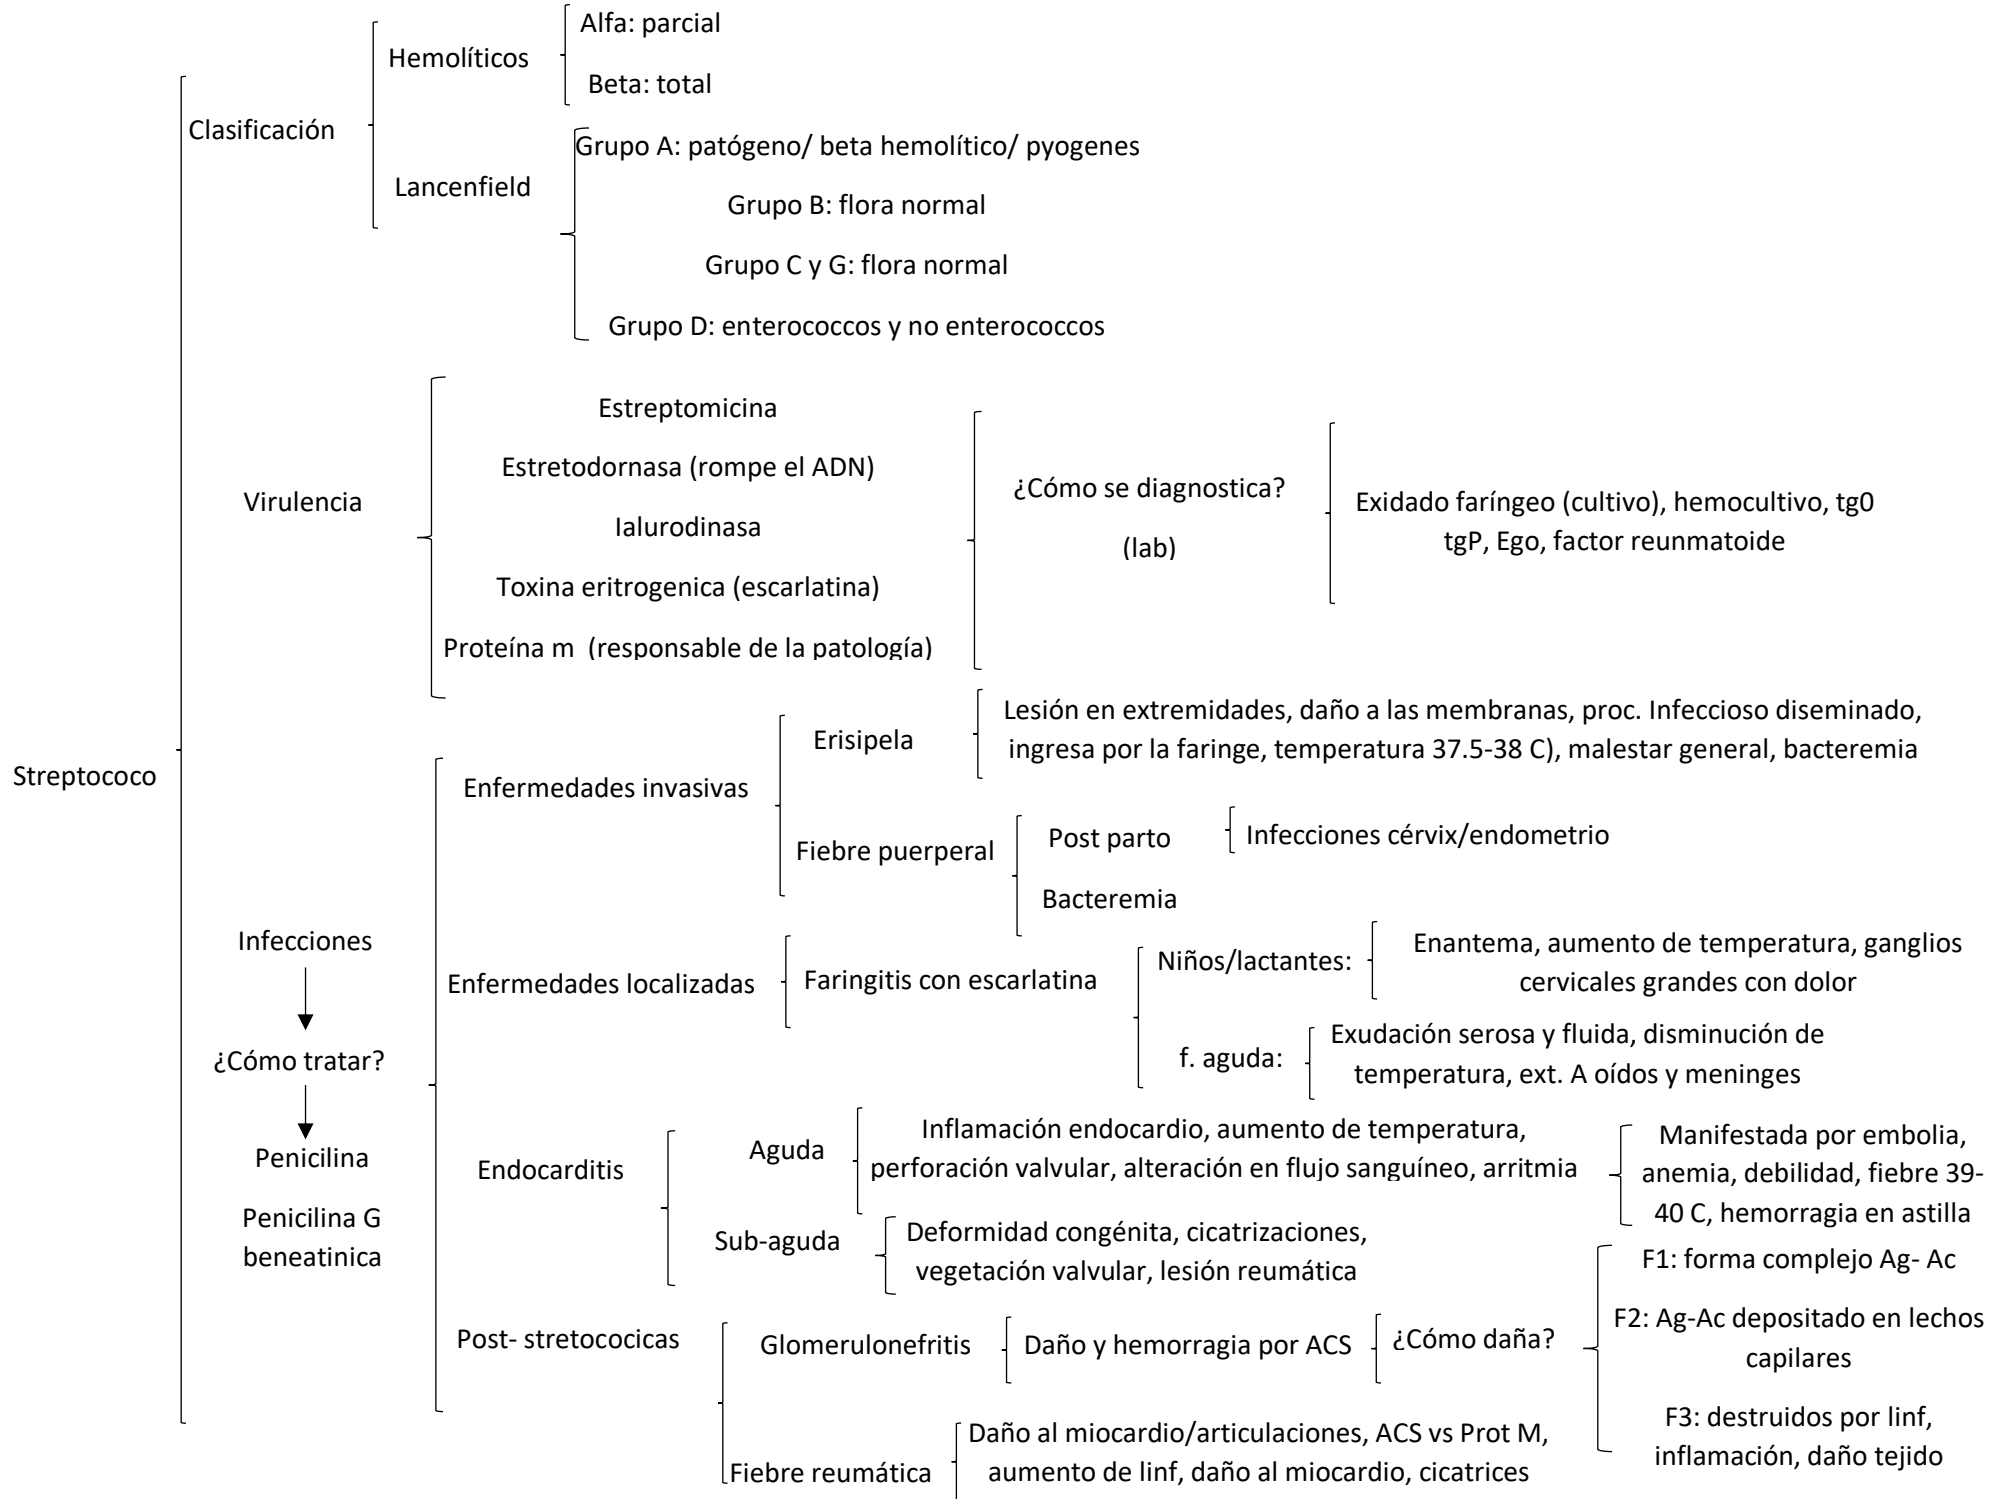 Streptococo
Clasificación
Hemolíticos
Alfa: parcial
Beta: total
Lancenfield
Grupo A: patógeno/ beta hemolítico/ pyogenes
Grupo B: flora normal
Grupo C y G: flora normal
Grupo D: enterococcos y no enterococcos
Virulencia
Estreptomicina
Estretodornasa (rompe el ADN)
Ialurodinasa
Toxina eritrogenica (escarlatina)
Proteína m (responsable de la patología)
¿Cómo se diagnostica?
(lab)
Exidado faríngeo (cultivo), hemocultivo, tg0
tgP, Ego, factor reunmatoide
Infecciones
¿Cómo tratar?
Penicilina
Penicilina G
beneatinica
Enfermedades invasivas
Erisipela
Lesión en extremidades, daño a las membranas, proc. Infeccioso diseminado,
ingresa por la faringe, temperatura 37.5-38 C), malestar general, bacteremia
Fiebre puerperal
Post parto
Infecciones cérvix/endometrio
Bacteremia
Enfermedades localizadas
Faringitis con escarlatina
Niños/lactantes:
Enantema, aumento de temperatura, ganglios
cervicales grandes con dolor
f. aguda:
Exudación serosa y fluida, disminución de
temperatura, ext. A oídos y meninges
Endocarditis
Aguda
Inflamación endocardio, aumento de temperatura,
perforación valvular, alteración en flujo sanguíneo, arritmia
Manifestada por embolia,
anemia, debilidad, fiebre 39-
40 C, hemorragia en astilla
Sub-aguda
Deformidad congénita, cicatrizaciones,
vegetación valvular, lesión reumática
Post- stretococicas
Glomerulonefritis
Daño y hemorragia por ACS
¿Cómo daña?
F1: forma complejo Ag- Ac
F2: Ag-Ac depositado en lechos
capilares
F3: destruidos por linf,
inflamación, daño tejido
Fiebre reumática
Daño al miocardio/articulaciones, ACS vs Prot M,
aumento de linf, daño al miocardio, cicatrices